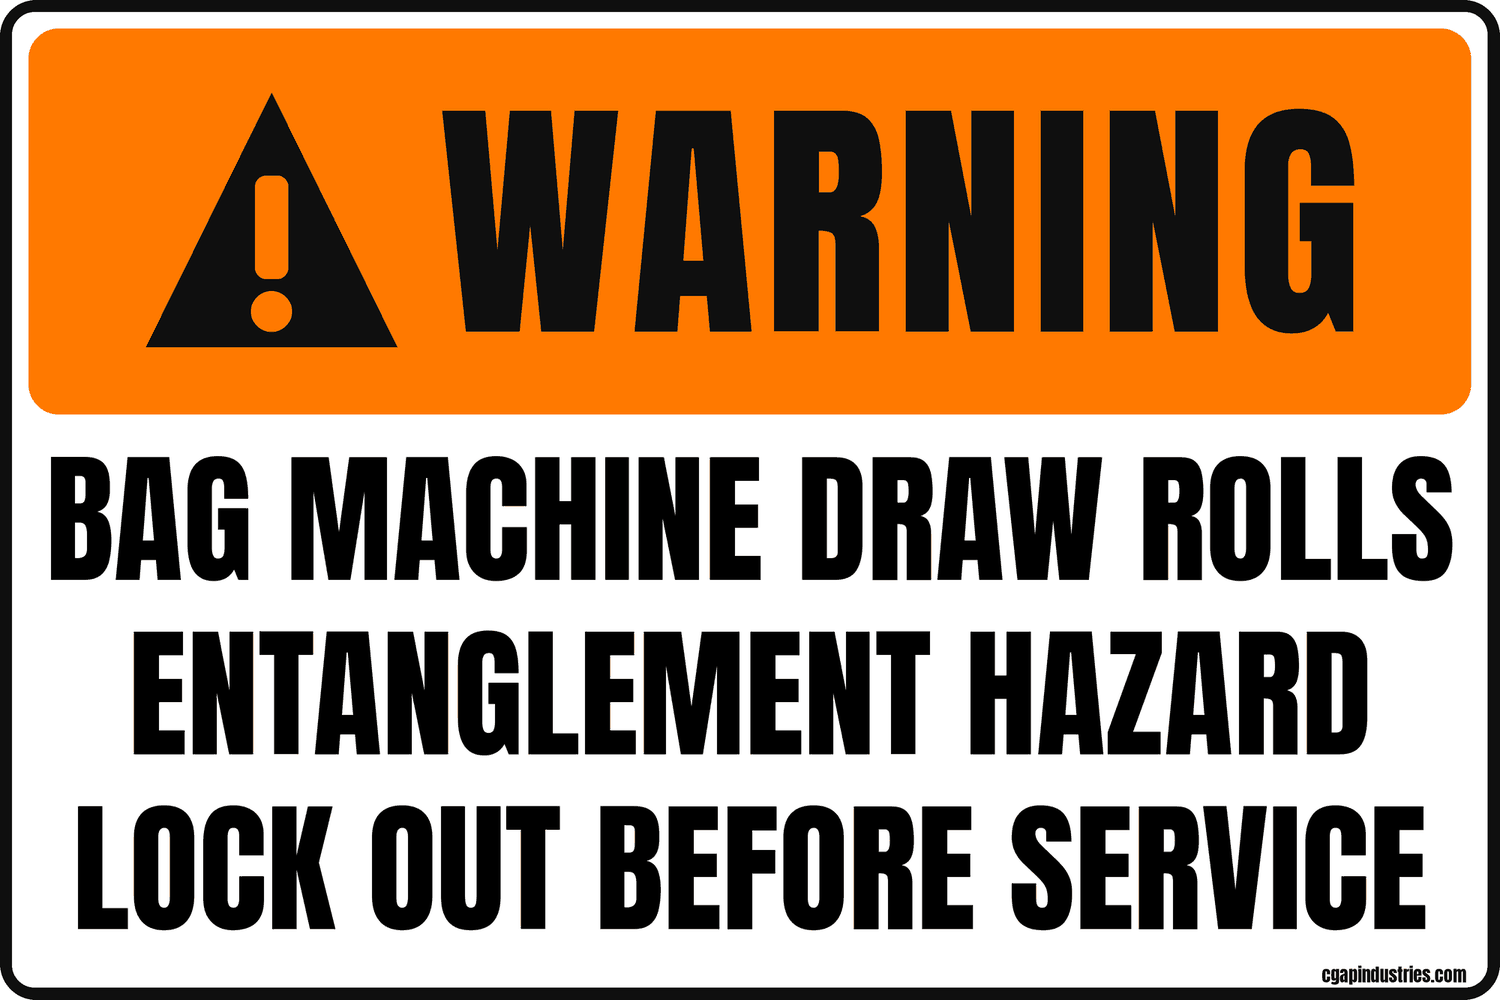 WARNING
BAG MACHINE DRAW ROLLS
ENTANGLEMENT HAZARD
LOCK OUT BEFORE SERVICE
cgapindustries.com